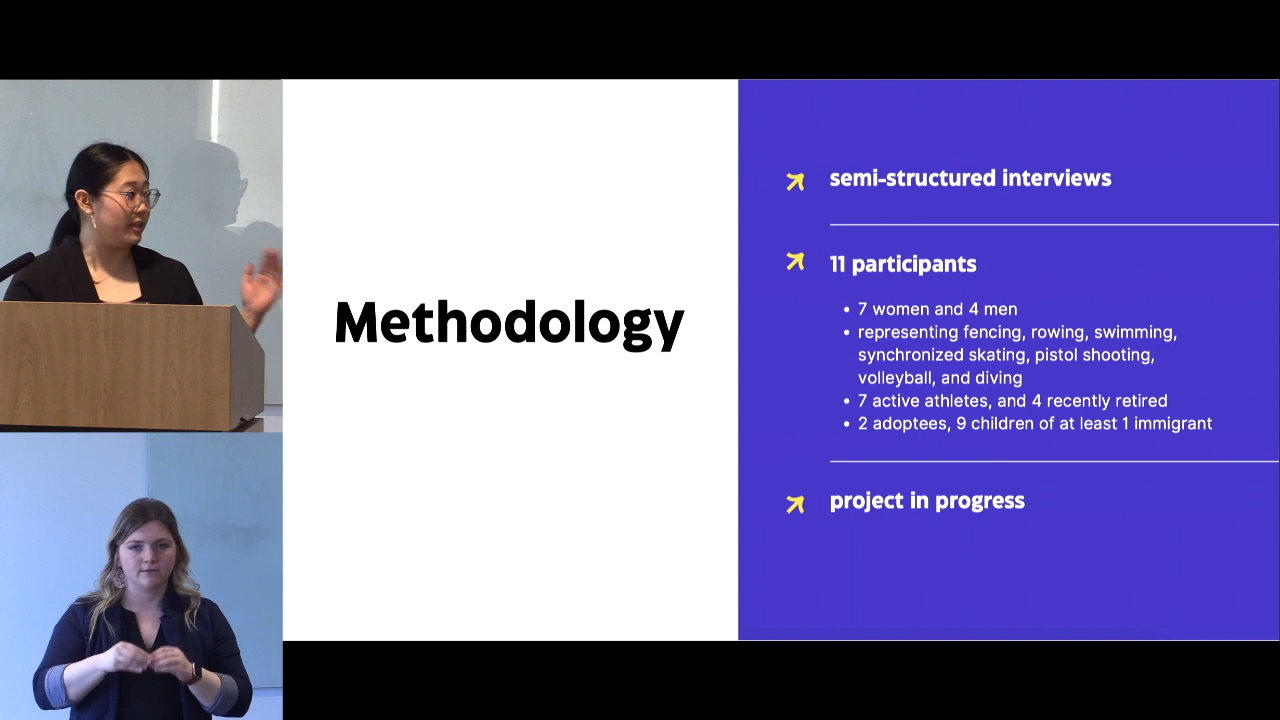 Methodology
semi-structured interviews
11 participants
• 7 women and 4 men
• representing fencing, rowing, swimming,
synchronized skating, pistol shooting,
volleyball, and diving
• 7 active athletes, and 4 recently retired
• 2 adoptees, 9 children of at least 1 immigrant
project in progress